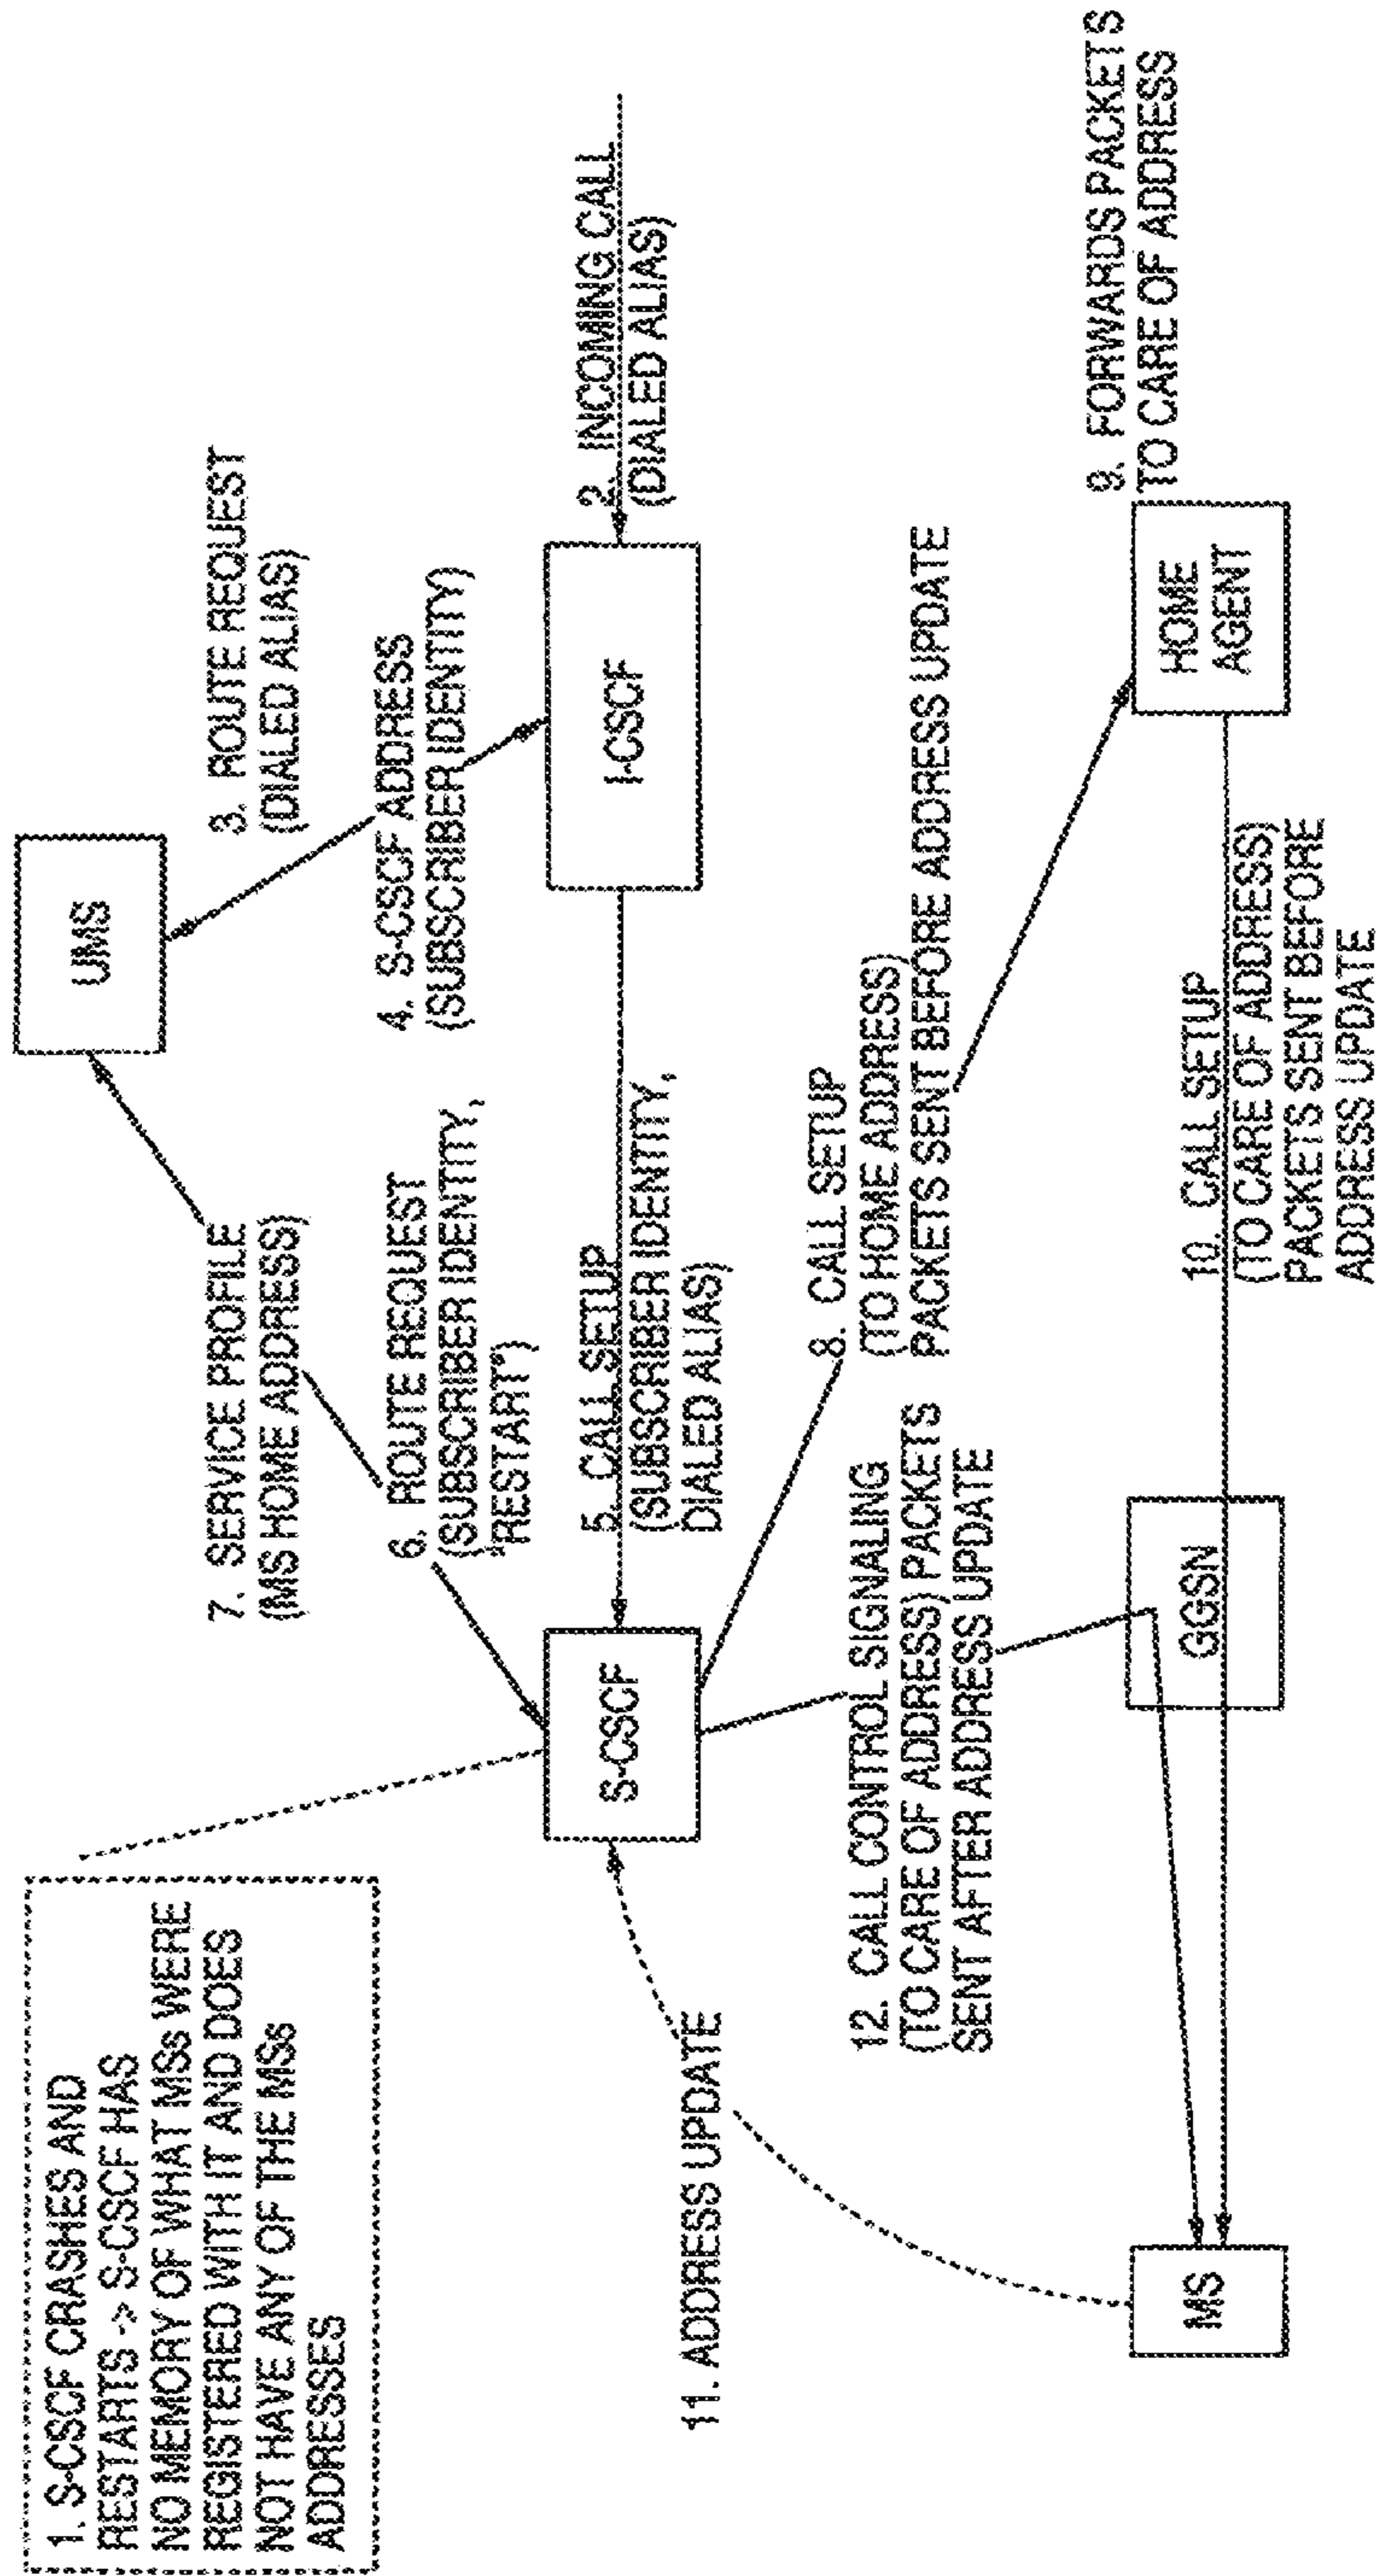 1. S-CSCF CRASHES AND
RESTARTS -> S-CSCF HAS
NO MEMORY OF WHAT MSs WERE
REGISTERED WITH IT AND DOES
NOT HAVE ANY OF THE MSs
ADDRESSES
UMS
7. SERVICE PROFILE
(MS HOME ADDRESS)
3. ROUTE REQUEST
(DIALED ALIAS)
6. ROUTE REQUEST
(SUBSCRIBER IDENTITY,
"RESTART")
4. S-CSCF ADDRESS
(SUBSCRIBER IDENTITY)
S-CSCF
5. CALL SETUP
(SUBSCRIBER IDENTITY,
DIALED ALIAS)
I-CSCF
2. INCOMING CALL
(DIALED ALIAS)
11. ADDRESS UPDATE
12. CALL CONTROL SIGNALING
(TO CARE OF ADDRESS) PACKETS
SENT AFTER ADDRESS UPDATE
8. CALL SETUP
(TO HOME ADDRESS)
PACKETS SENT BEFORE ADDRESS UPDATE
9. FORWARDS PACKETS
TO CARE OF ADDRESS
MS
GGSN
10. CALL SETUP
(TO CARE OF ADDRESS)
PACKETS SENT BEFORE
ADDRESS UPDATE
HOME
AGENT